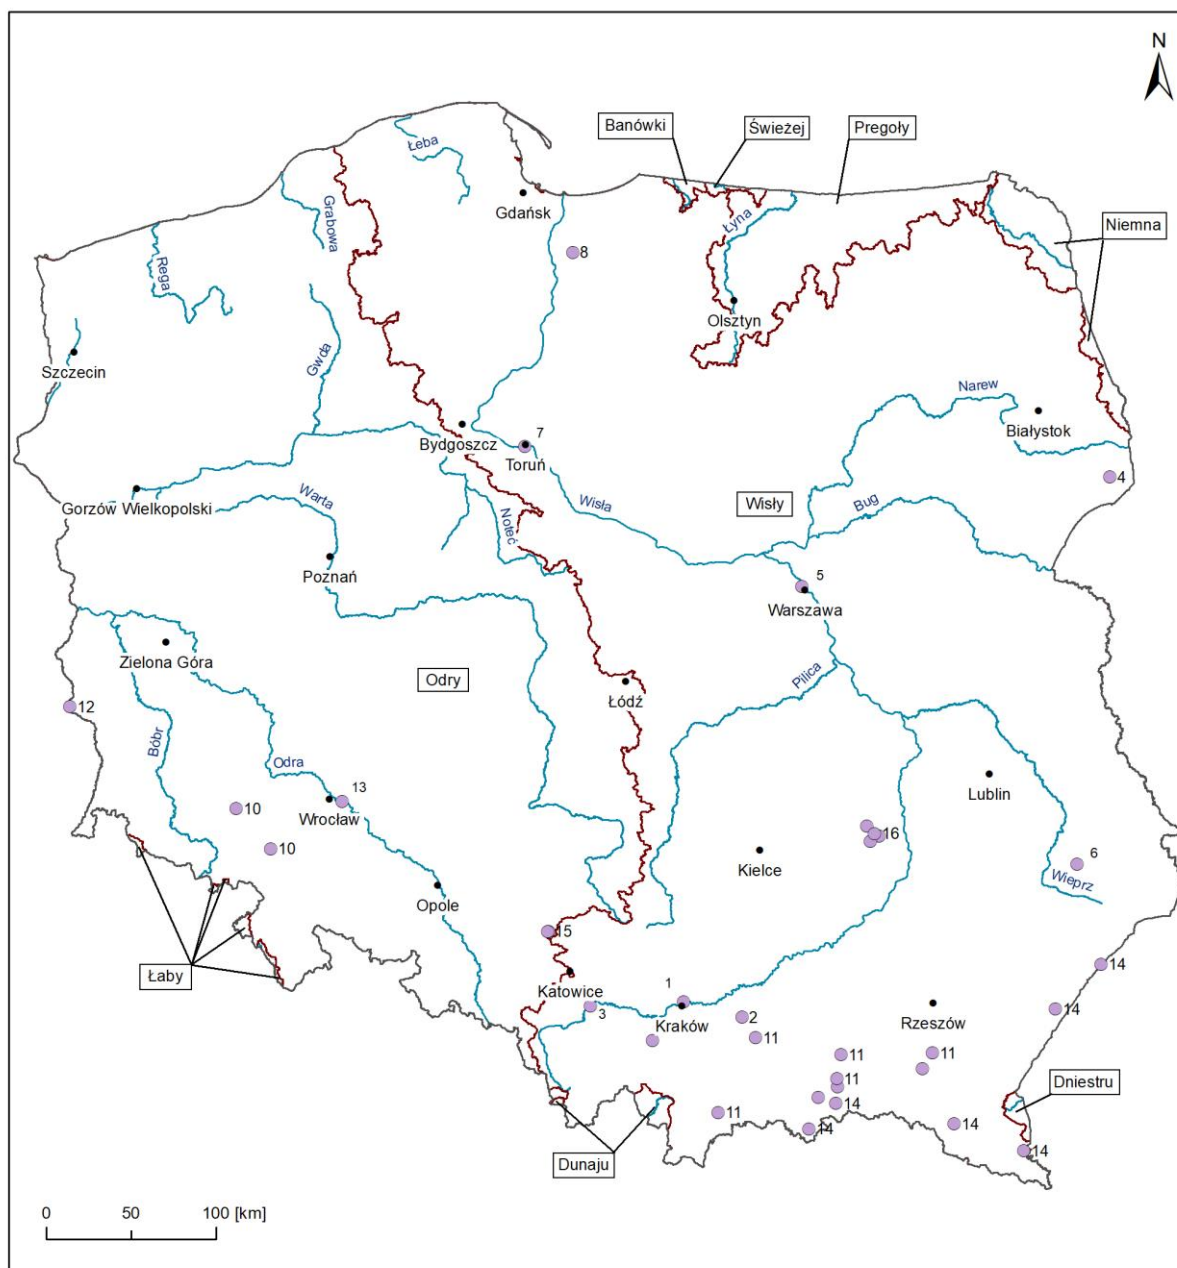 N
Banówki
Świeżej
Pregoły
Łeba
Gdańsk
Grabowa
Łyna
Niemna
Rega
8
Olsztyn
Szczecin
Gwda
Narew
Białystok
Bydgoszcz
7
Toruń
4
Gorzów Wielkopolski
Warta
Wisła
Wisły
Bug
Noteć
Poznań
5
Warszawa
Zielona Góra
Odry
Pilica
Łódź
12
Bóbr
Odra
13
Lublin
10
Wrocław
16
10
Kielce
6
Wieprz
Opole
15
Łaby
14
Katowice
1
3
Kraków
2
Rzeszów
14
11
11
11
11
Dniestru
11
14
14
14
14
Dunaju
0 50 100 [km]